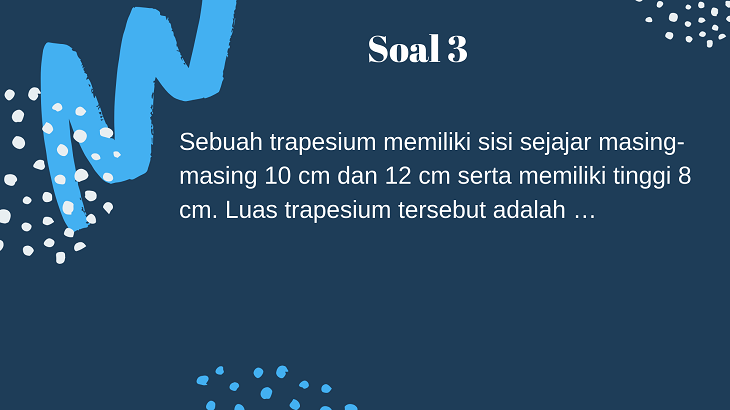 Soal 3
Sebuah trapesium memiliki sisi sejajar masing-
masing 10 cm dan 12 cm serta memiliki tinggi 8
cm. Luas trapesium tersebut adalah …